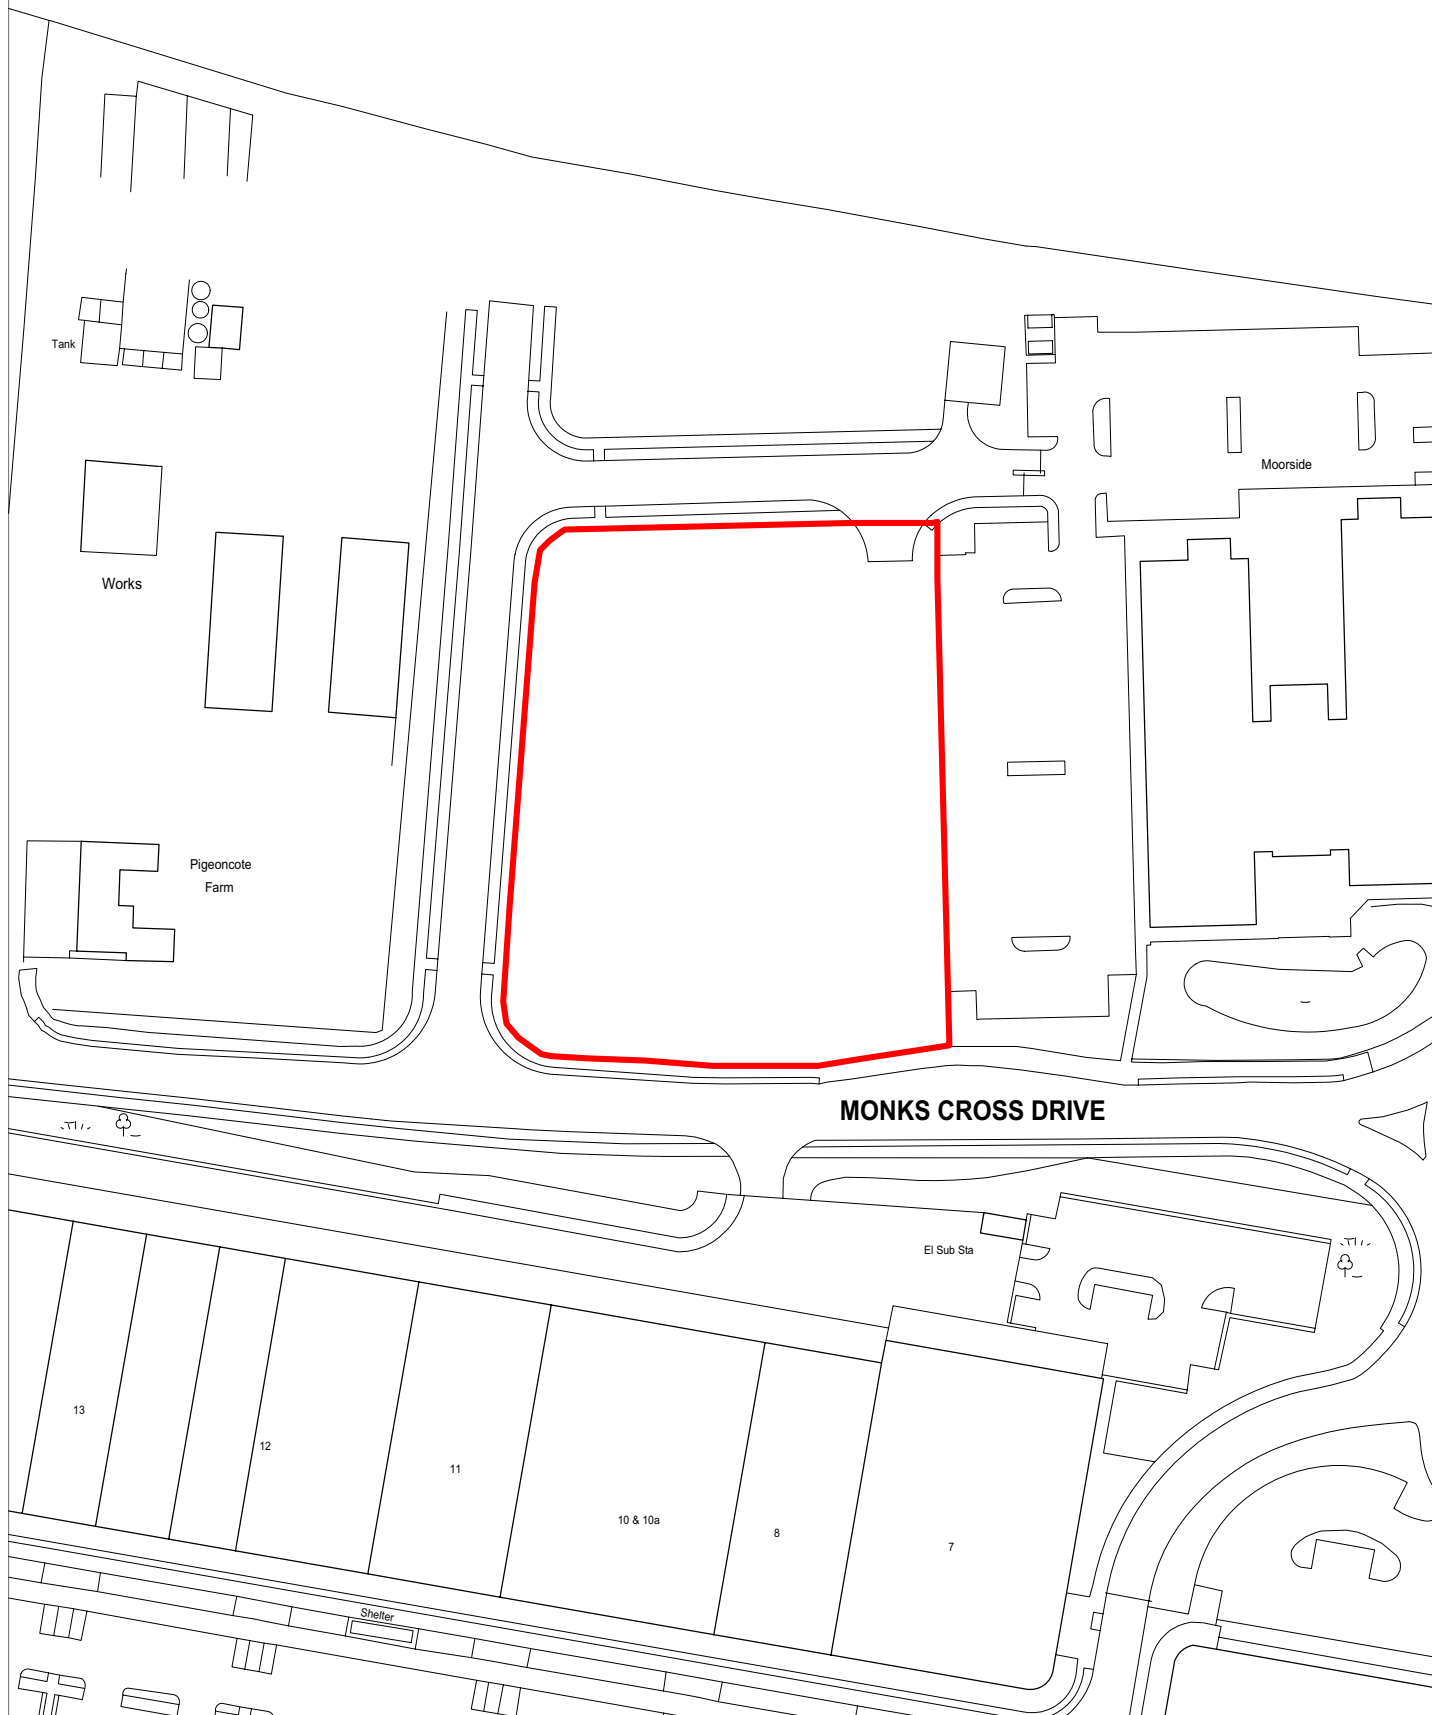 Tank
Moorside
Works
Pigeoncote
Farm
MONKS CROSS DRIVE
El Sub Sta
13
12
11
10 & 10a
8
7
Shelter